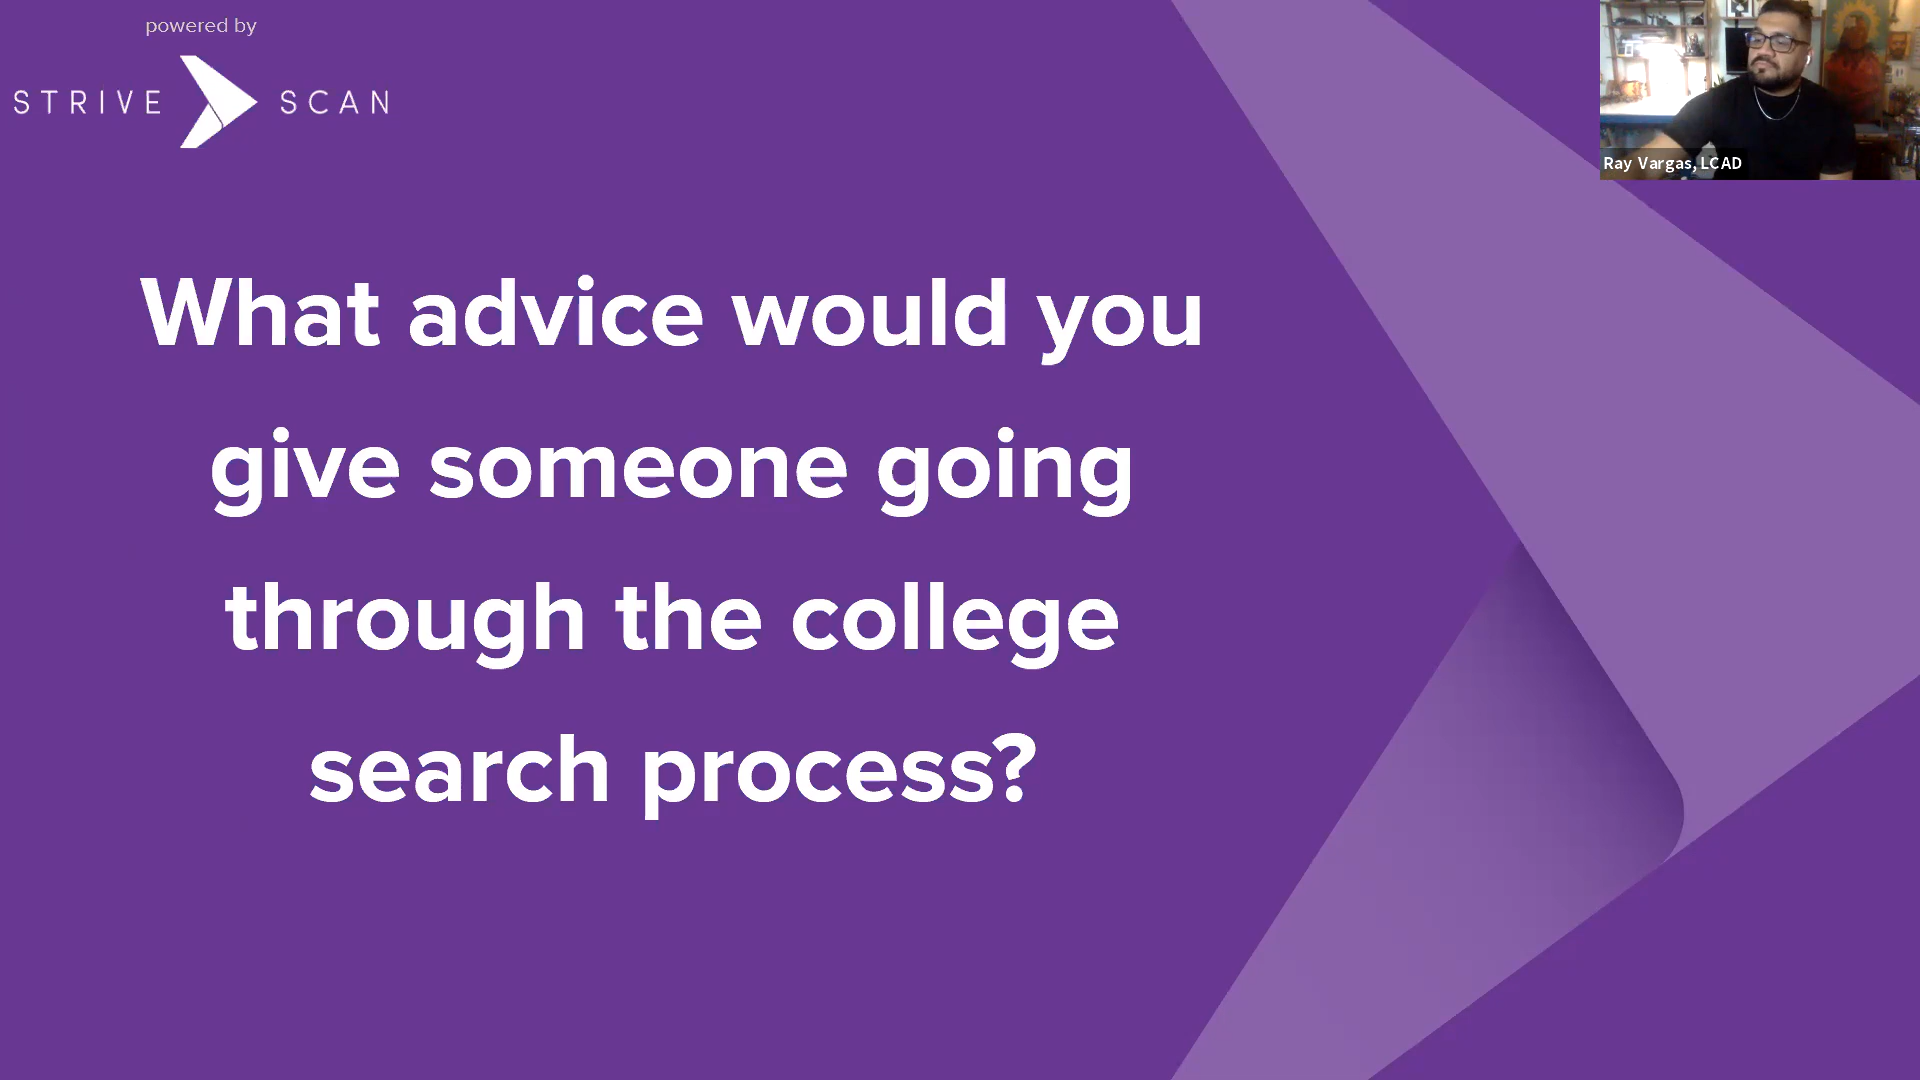 powered by
STRIVE SCAN
Ray Vargas, LCAD
What advice would you
give someone going
through the college
search process?